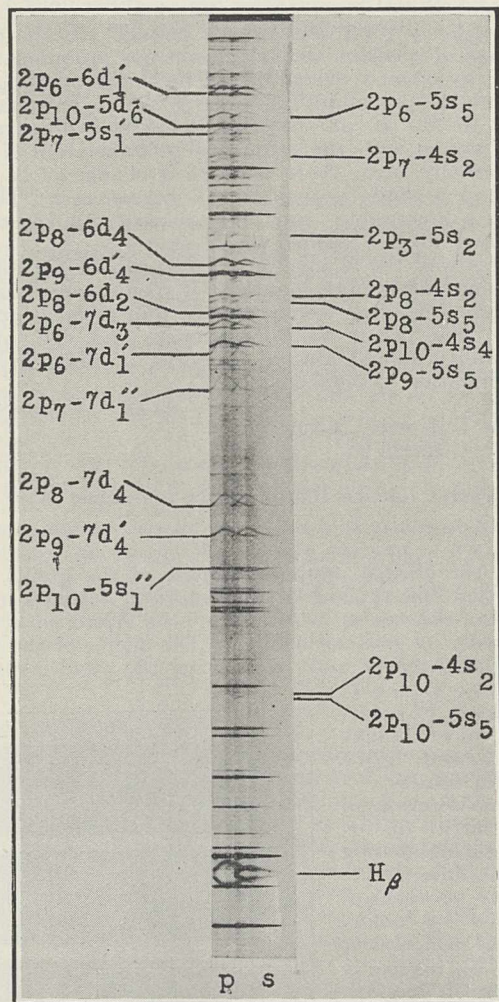 2p₆-6d₁′
2p₁₀-5d₆′
2p₇-5s₁′
2p₈-6d₄
2p₉-6d₄′
2p₈-6d₂
2p₆-7d₃
2p₆-7d₁′
2p₇-7d₁″
2p₈-7d₄
2p₉-7d₄′
2p₁₀-5s₁″
2p₆-5s₅
2p₇-4s₂
2p₃-5s₂
2p₈-4s₂
2p₈-5s₅
2p₁₀-4s₄
2p₉-5s₅
2p₁₀-4s₂
2p₁₀-5s₅
Hᵦ
p s